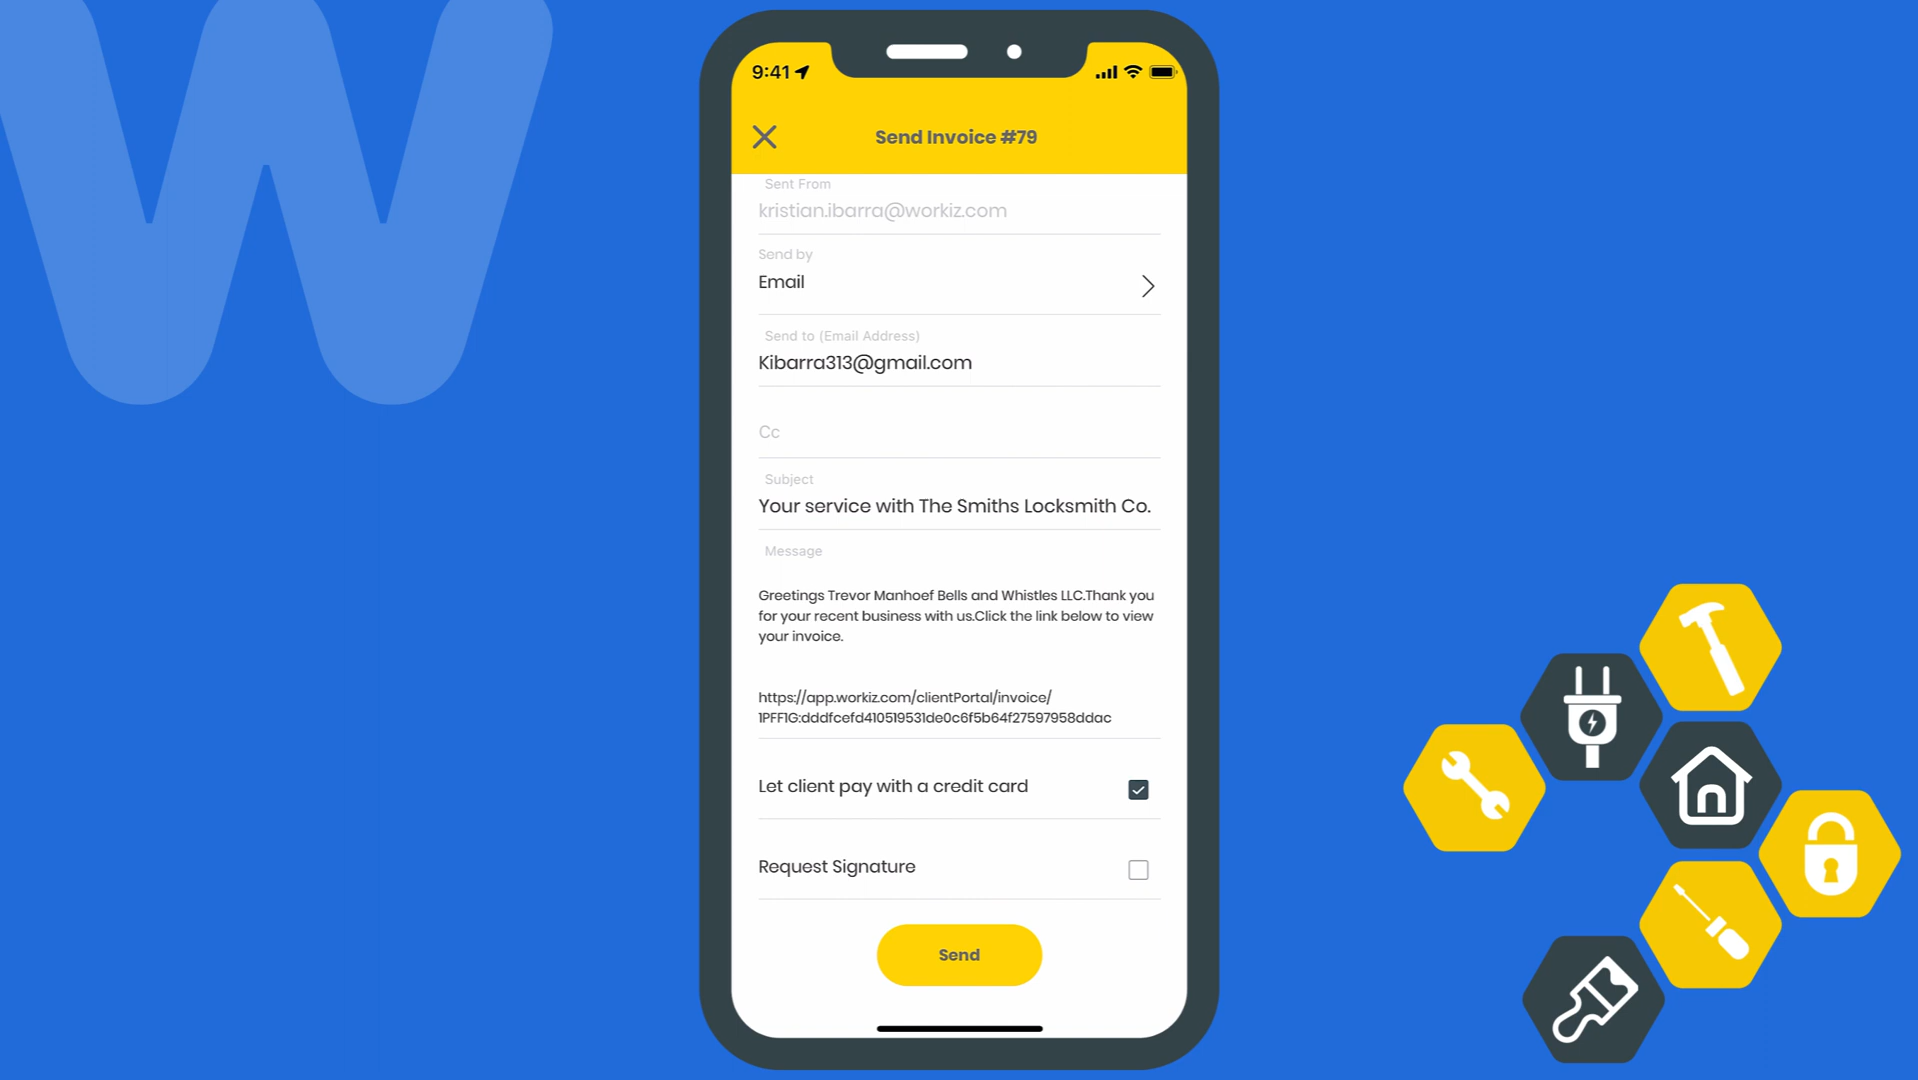 W
9:41
Send Invoice #79
Sent From
kristian.ibarra@workiz.com
Send by
Email
Send to (Email Address)
Kibarra313@gmail.com
Cc
Subject
Your service with The Smiths Locksmith Co.
Message
Greetings Trevor Manhoef Bells and Whistles LLC.Thank you
for your recent business with us.Click the link below to view
your invoice.
https://app.workiz.com/clientPortal/invoice/
1PFF1G:dddfcefd410519531de0c6f5b64f27597958ddac
Let client pay with a credit card
Request Signature
Send